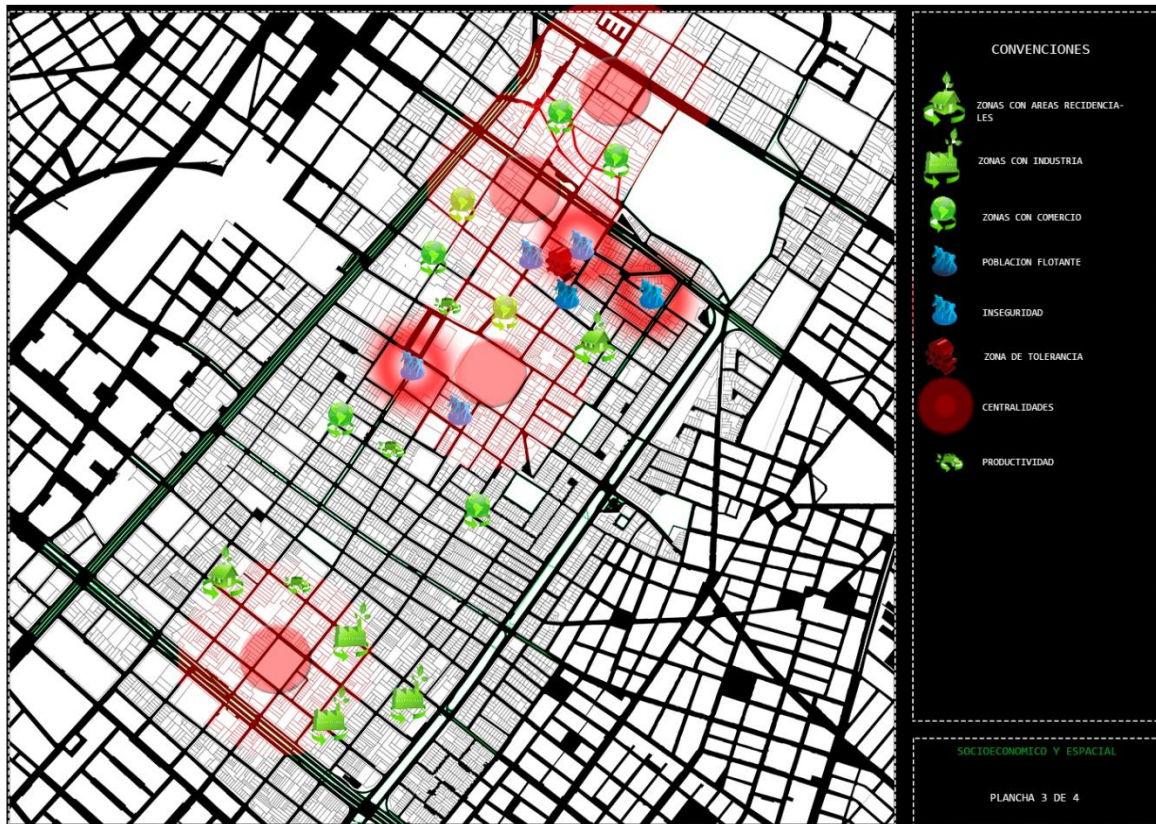 CONVENCIONES
ZONAS CON AREAS RECIDENCIA-
LES
ZONAS CON INDUSTRIA
ZONAS CON COMERCIO
POBLACION FLOTANTE
INSEGURIDAD
ZONA DE TOLERANCIA
CENTRALIDADES
PRODUCTIVIDAD
SOCIOECONOMICO Y ESPACIAL
PLANCHA 3 DE 4